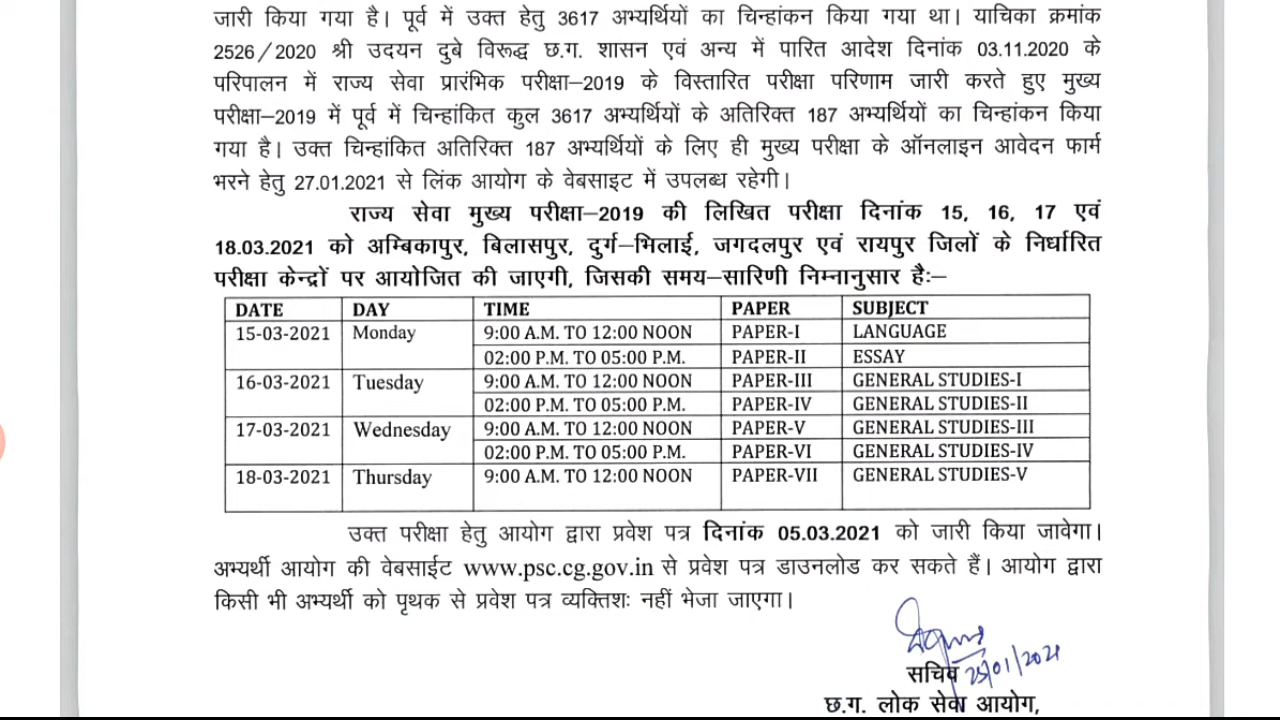 जारी किया गया है। पूर्व में उक्त हेतु 3617 अभ्यर्थियों का चिन्हांकन किया गया था। याचिका क्रमांक
2526/2020 श्री उदयन दुबे विरूद्ध छ.ग. शासन एवं अन्य में पारित आदेश दिनांक 03.11.2020 के
परिपालन में राज्य सेवा प्रारंभिक परीक्षा–2019 के विस्तारित परीक्षा परिणाम जारी करते हुए मुख्य
परीक्षा–2019 में पूर्व में चिन्हांकित कुल 3617 अभ्यर्थियों के अतिरिक्त 187 अभ्यर्थियों का चिन्हांकन किया
गया है। उक्त चिन्हांकित अतिरिक्त 187 अभ्यर्थियों के लिए ही मुख्य परीक्षा के ऑनलाइन आवेदन फार्म
भरने हेतु 27.01.2021 से लिंक आयोग के वेबसाइट में उपलब्ध रहेगी।
राज्य सेवा मुख्य परीक्षा–2019 की लिखित परीक्षा दिनांक 15, 16, 17 एवं
18.03.2021 को अम्बिकापुर, बिलासपुर, दुर्ग–भिलाई, जगदलपुर एवं रायपुर जिलों के निर्धारित
परीक्षा केन्द्रों पर आयोजित की जाएगी, जिसकी समय–सारिणी निम्नानुसार है:–
DATE DAY TIME PAPER SUBJECT
15-03-2021 Monday 9:00 A.M. TO 12:00 NOON PAPER-I LANGUAGE
02:00 P.M. TO 05:00 P.M. PAPER-II ESSAY
16-03-2021 Tuesday 9:00 A.M. TO 12:00 NOON PAPER-III GENERAL STUDIES-I
02:00 P.M. TO 05:00 P.M. PAPER-IV GENERAL STUDIES-II
17-03-2021 Wednesday 9:00 A.M. TO 12:00 NOON PAPER-V GENERAL STUDIES-III
02:00 P.M. TO 05:00 P.M. PAPER-VI GENERAL STUDIES-IV
18-03-2021 Thursday 9:00 A.M. TO 12:00 NOON PAPER-VII GENERAL STUDIES-V
उक्त परीक्षा हेतु आयोग द्वारा प्रवेश पत्र दिनांक 05.03.2021 को जारी किया जावेगा।
अभ्यर्थी आयोग की वेबसाईट www.psc.cg.gov.in से प्रवेश पत्र डाउनलोड कर सकते हैं। आयोग द्वारा
किसी भी अभ्यर्थी को पृथक से प्रवेश पत्र व्यक्तिशः नहीं भेजा जाएगा।
सचिव 25/01/2021
छ.ग. लोक सेवा आयोग,